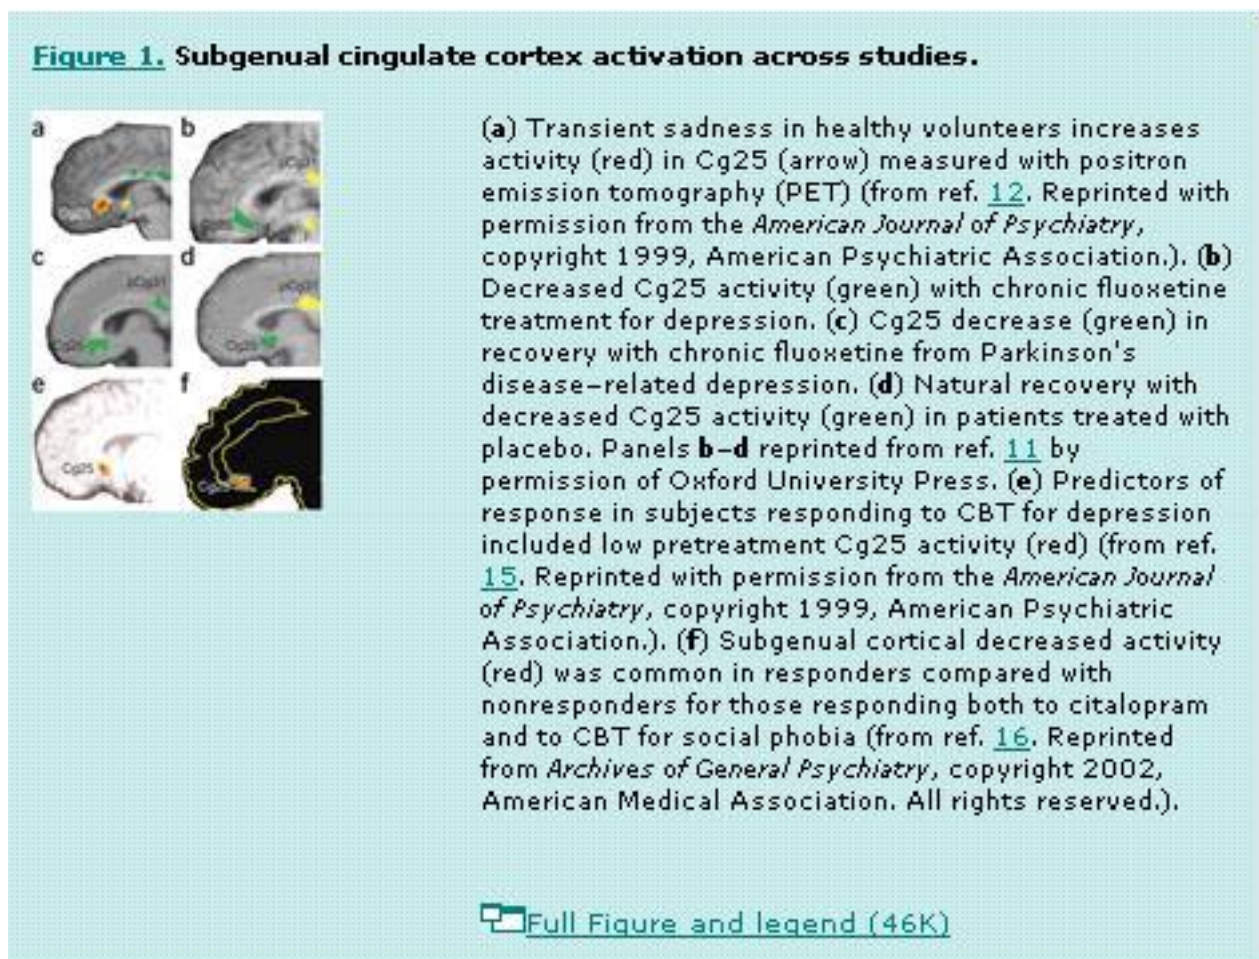 Figure 1. Subgenual cingulate cortex activation across studies.
a
b
c
d
e
f
Cg25
Cg25
Cg25
(a) Transient sadness in healthy volunteers increases
activity (red) in Cg25 (arrow) measured with positron
emission tomography (PET) (from ref. 12. Reprinted with
permission from the American Journal of Psychiatry,
copyright 1999, American Psychiatric Association.). (b)
Decreased Cg25 activity (green) with chronic fluoxetine
treatment for depression. (c) Cg25 decrease (green) in
recovery with chronic fluoxetine from Parkinson's
disease-related depression. (d) Natural recovery with
decreased Cg25 activity (green) in patients treated with
placebo. Panels b–d reprinted from ref. 11 by
permission of Oxford University Press. (e) Predictors of
response in subjects responding to CBT for depression
included low pretreatment Cg25 activity (red) (from ref.
15. Reprinted with permission from the American Journal
of Psychiatry, copyright 1999, American Psychiatric
Association.). (f) Subgenual cortical decreased activity
(red) was common in responders compared with
nonresponders for those responding both to citalopram
and to CBT for social phobia (from ref. 16. Reprinted
from Archives of General Psychiatry, copyright 2002,
American Medical Association. All rights reserved.).
Full Figure and legend (46K)